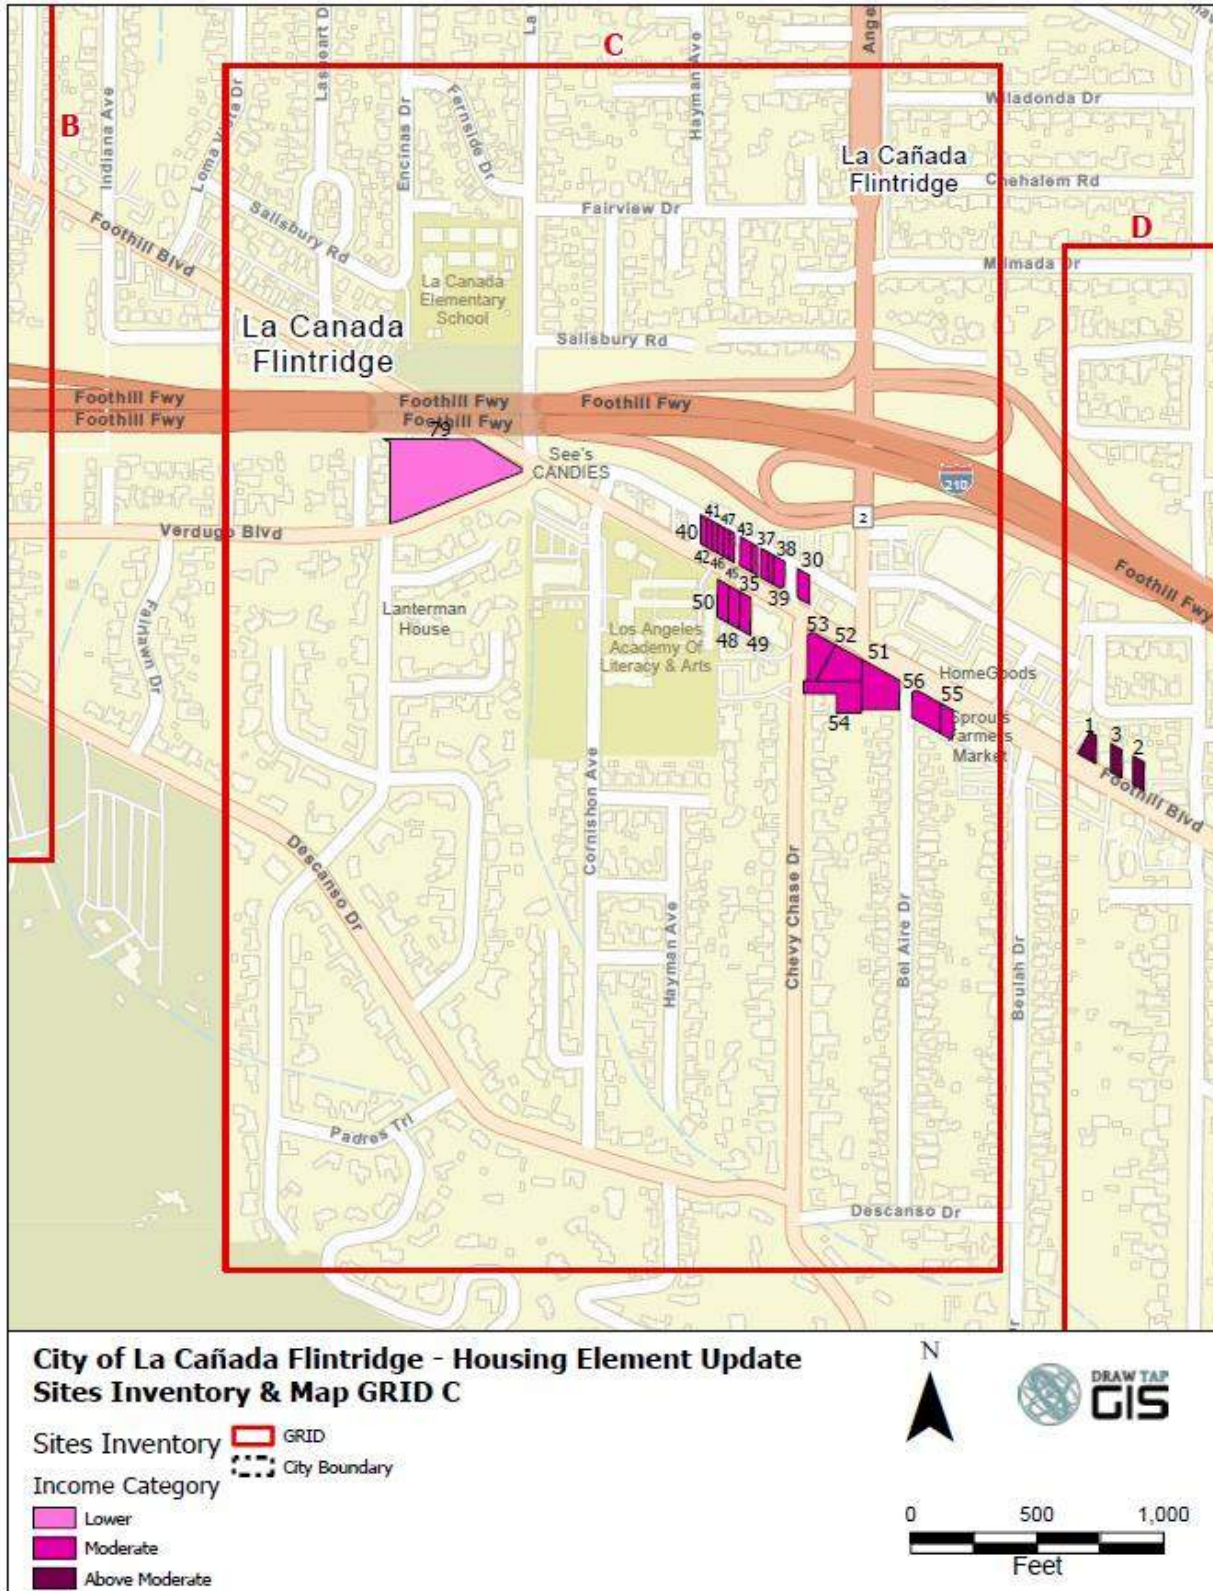 C
B
D
Indiana Ave
Loma Vista Dr
Encinas Dr
Fernside Dr
Hayman Ave
Ange
Wiladonda Dr
La Cañada
Flintridge
Chehalem Rd
Fairview Dr
Salisbury Rd
Foothill Blvd
Milmada Dr
La Canada
Elementary
School
La Canada
Flintridge
Salisbury Rd
Foothill Fwy
Foothill Fwy
Foothill Fwy
Foothill Fwy
Foothill Fwy
Foothill Fwy
79
See's
CANDIES
210
2
Verdugo Blvd
41
47
43
37
38
30
40
42
46
45
35
39
50
48
49
Foothill Fwy
Fairlawn Dr
Lanterman
House
Los Angeles
Academy Of
Literacy & Arts
53
52
51
56
55
54
HomeGoods
Sprouts
Farmers
Market
1
3
2
Foothill Blvd
Cornishon Ave
Descanso Dr
Chevy Chase Dr
Hayman Ave
Bel Aire Dr
Beulah Dr
Padres Trl
Descanso Dr
City of La Cañada Flintridge - Housing Element Update
Sites Inventory & Map GRID C
Sites Inventory
GRID
City Boundary
Income Category
Lower
Moderate
Above Moderate
N
DRAW TAP
GIS
0 500 1,000
Feet